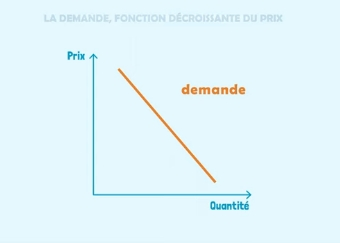 LA DEMANDE, FONCTION DÉCROISSANTE DU PRIX
Prix
demande
Quantité